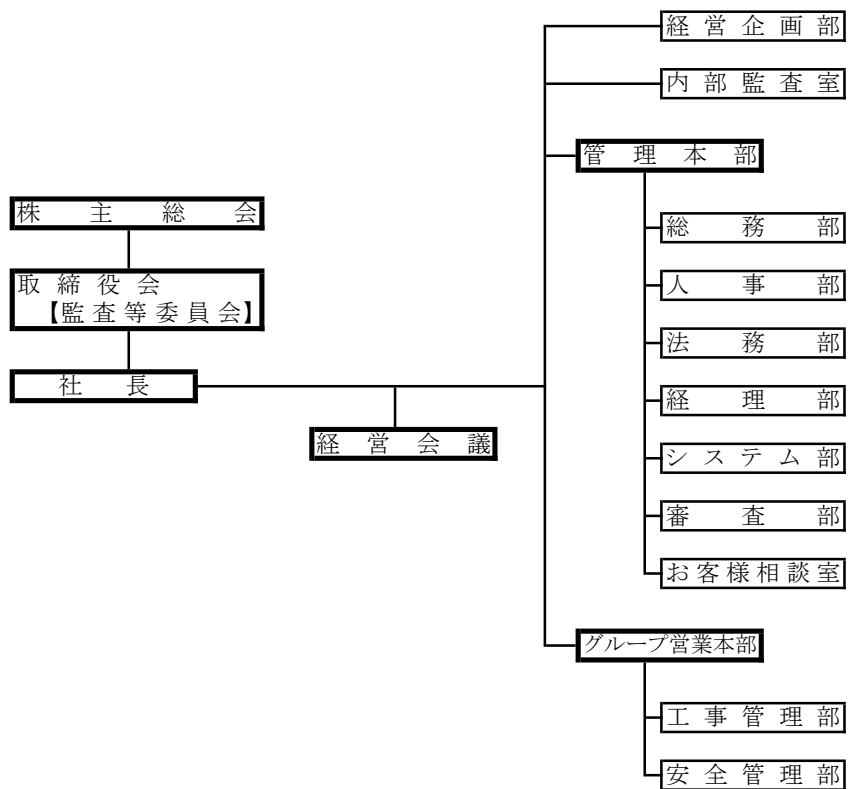 株主総会
取締役会
【監査等委員会】
社長
経営会議
経営企画部
内部監査室
管理本部
総務部
人事部
法務部
経理部
システム部
審査部
お客様相談室
グループ営業本部
工事管理部
安全管理部